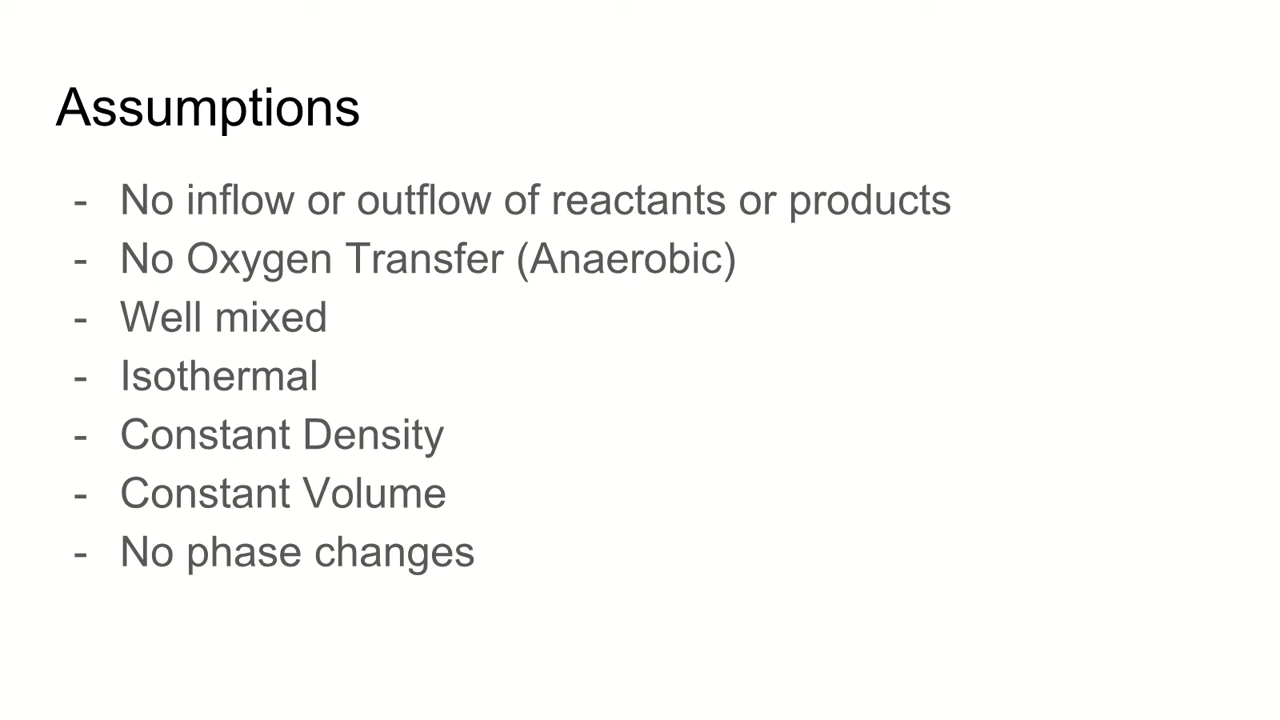 Assumptions
- No inflow or outflow of reactants or products
- No Oxygen Transfer (Anaerobic)
- Well mixed
- Isothermal
- Constant Density
- Constant Volume
- No phase changes